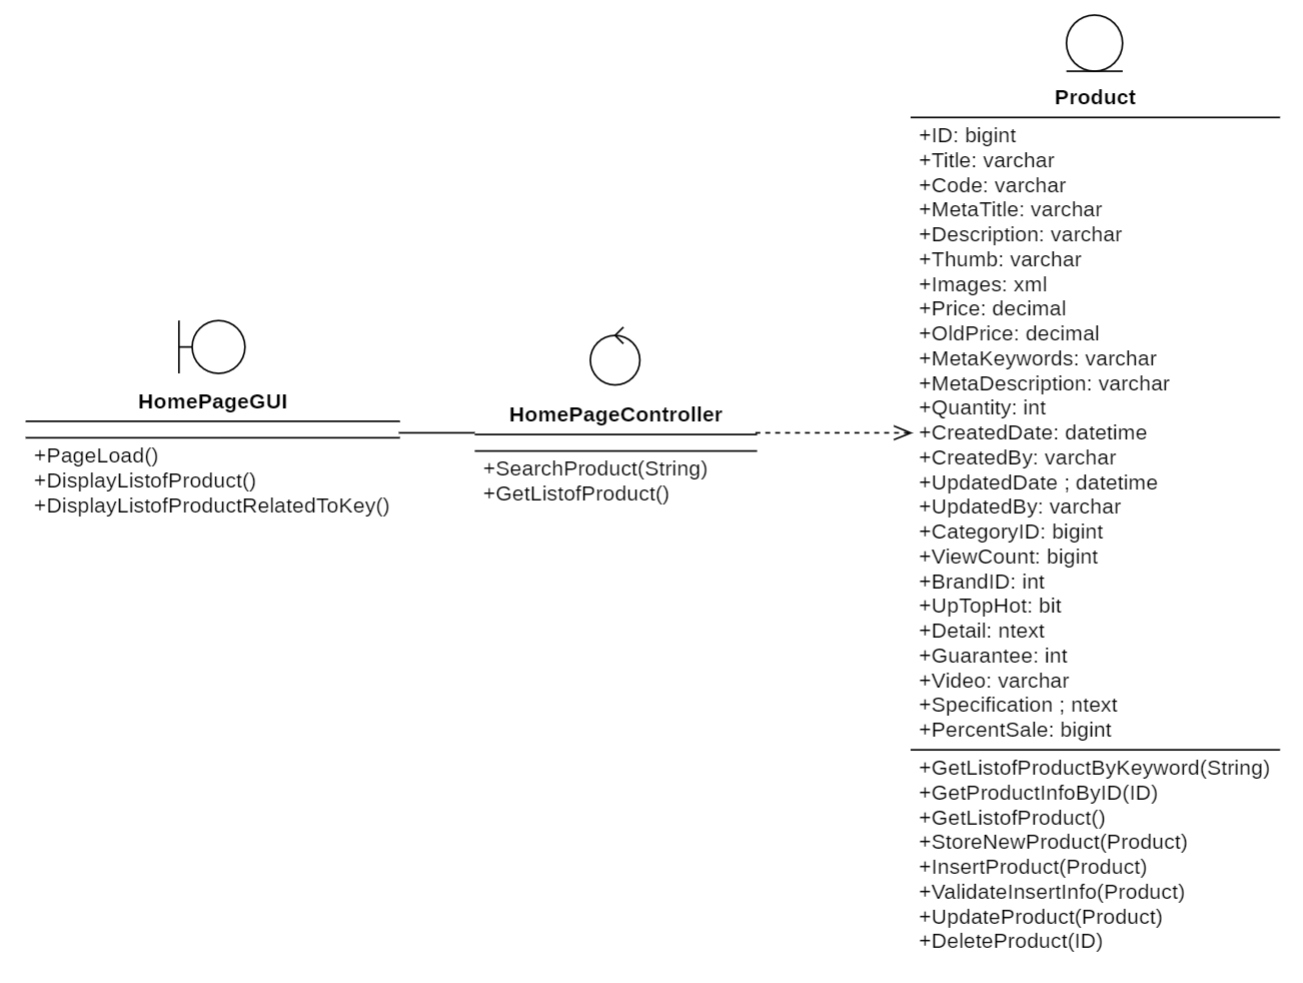 HomePageGUI
+PageLoad()
+DisplayListofProduct()
+DisplayListofProductRelatedToKey()
HomePageController
+SearchProduct(String)
+GetListofProduct()
Product
+ID: bigint
+Title: varchar
+Code: varchar
+MetaTitle: varchar
+Description: varchar
+Thumb: varchar
+Images: xml
+Price: decimal
+OldPrice: decimal
+MetaKeywords: varchar
+MetaDescription: varchar
+Quantity: int
+CreatedDate: datetime
+CreatedBy: varchar
+UpdatedDate ; datetime
+UpdatedBy: varchar
+CategoryID: bigint
+ViewCount: bigint
+BrandID: int
+UpTopHot: bit
+Detail: ntext
+Guarantee: int
+Video: varchar
+Specification ; ntext
+PercentSale: bigint
+GetListofProductByKeyword(String)
+GetProductInfoByID(ID)
+GetListofProduct()
+StoreNewProduct(Product)
+InsertProduct(Product)
+ValidateInsertInfo(Product)
+UpdateProduct(Product)
+DeleteProduct(ID)